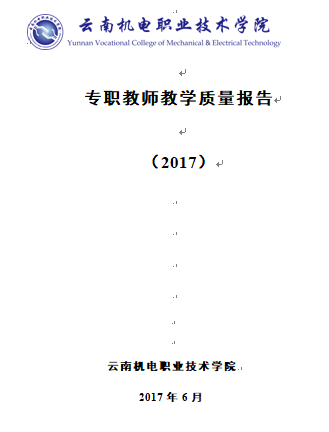 云南机电职业技术学院
Yunnan Vocational College of Mechanical & Electrical Technology
专职教师教学质量报告
（2017）
云南机电职业技术学院
2017 年 6 月